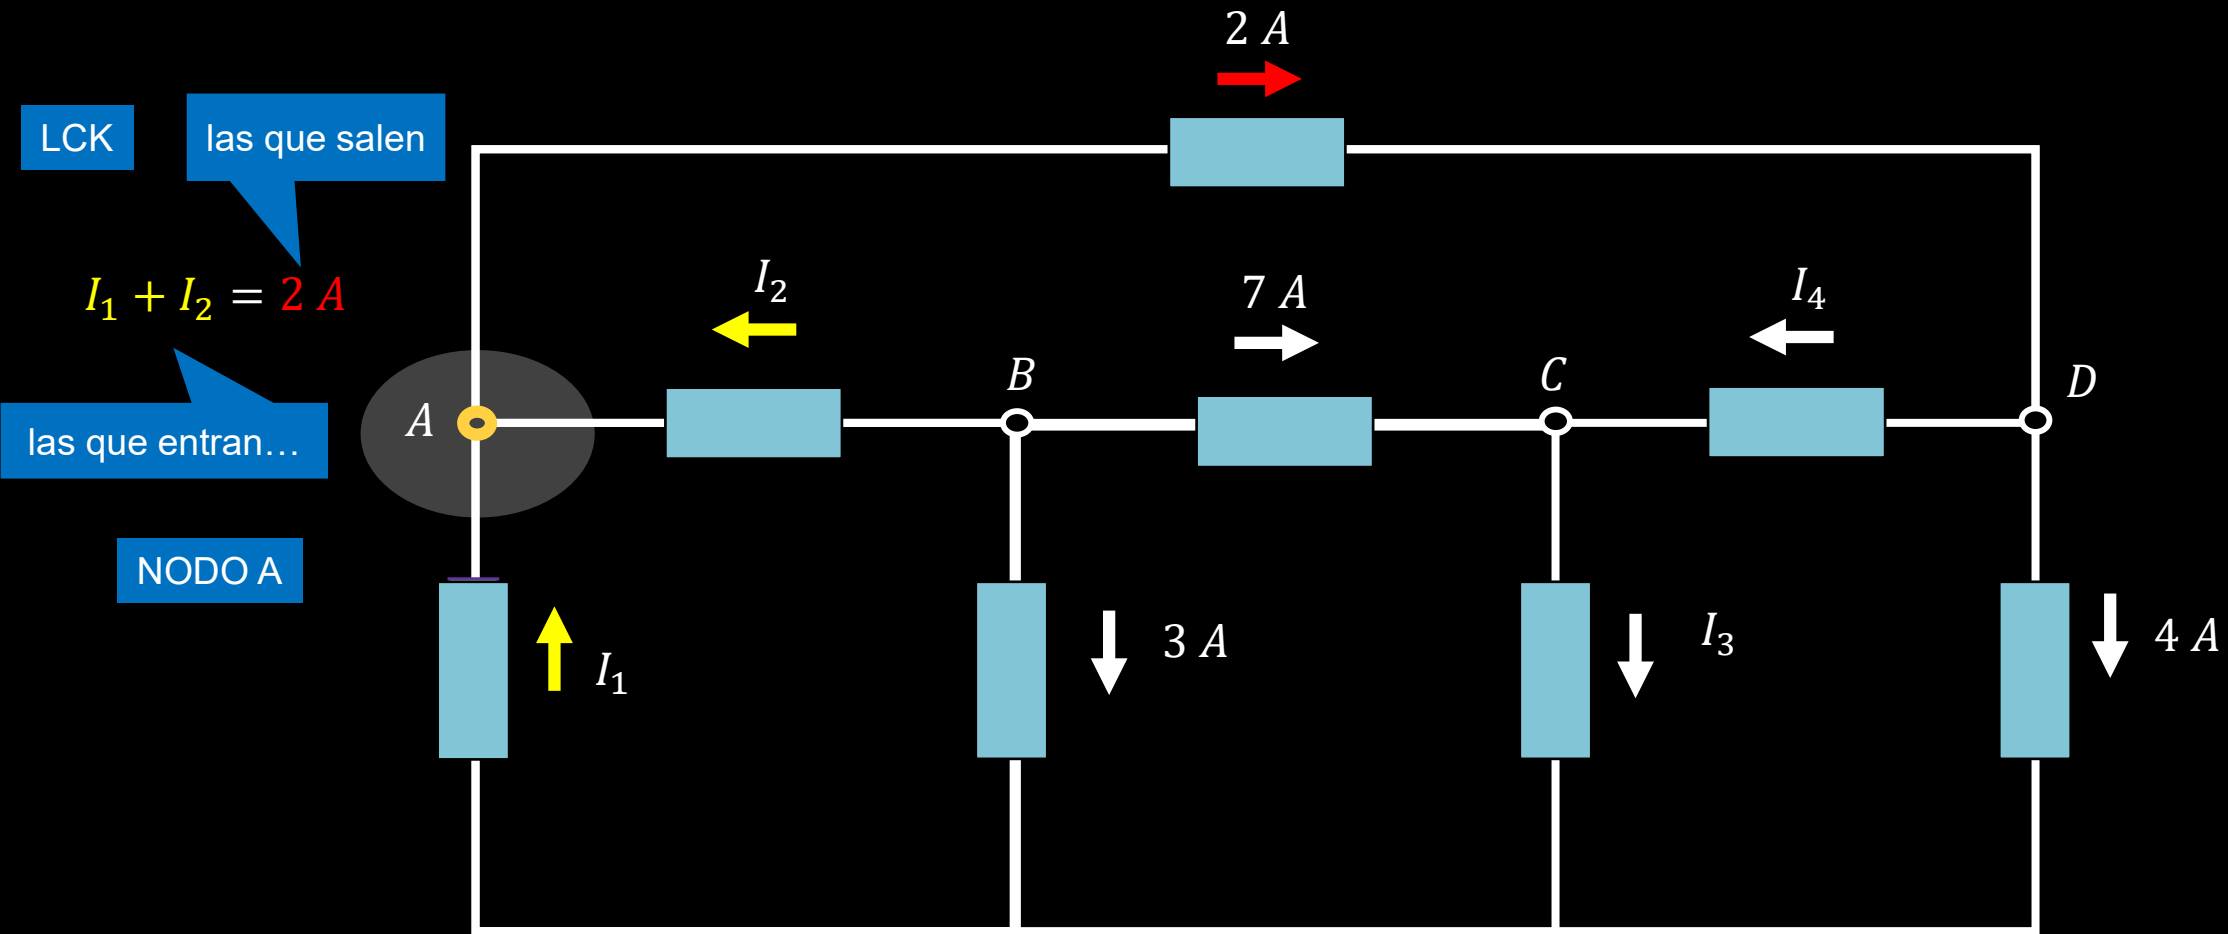 2 A
LCK
las que salen
I₁ + I₂ = 2 A
I₂
7 A
I₄
A
B
C
D
las que entran…
NODO A
I₁
3 A
I₃
4 A